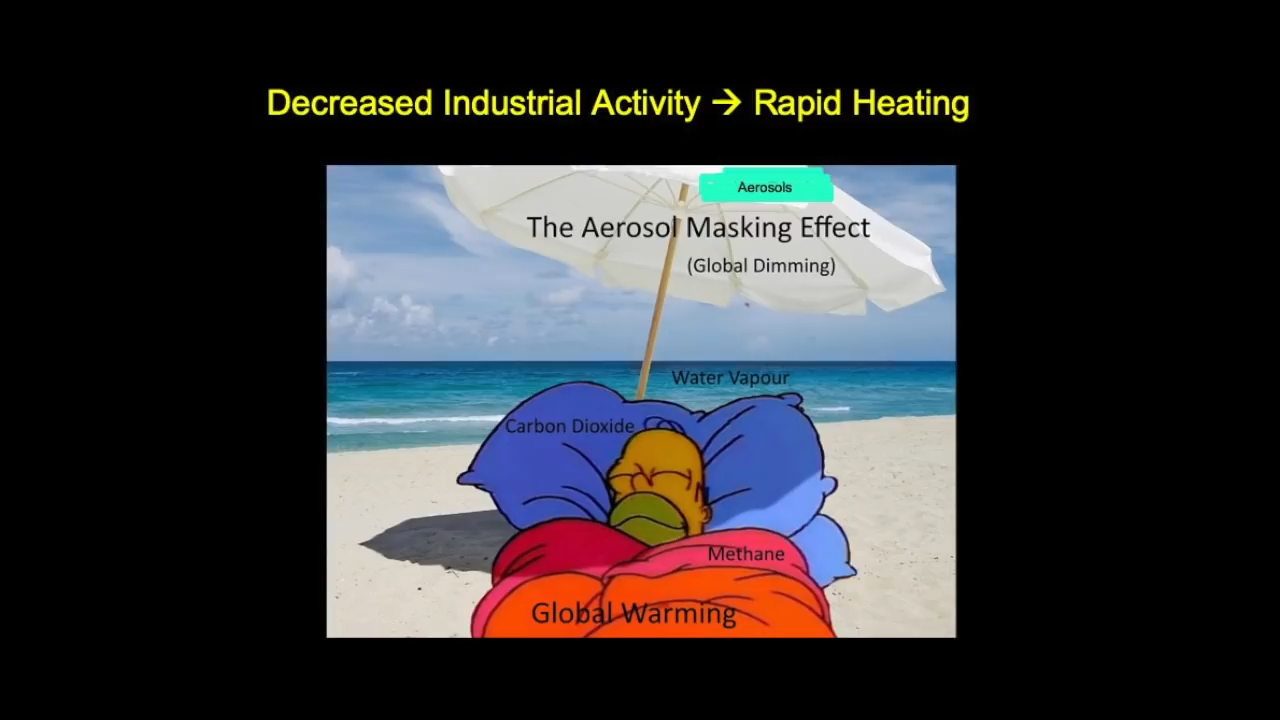 Decreased Industrial Activity → Rapid Heating
Aerosols
The Aerosol Masking Effect
(Global Dimming)
Water Vapour
Carbon Dioxide
Methane
Global Warming